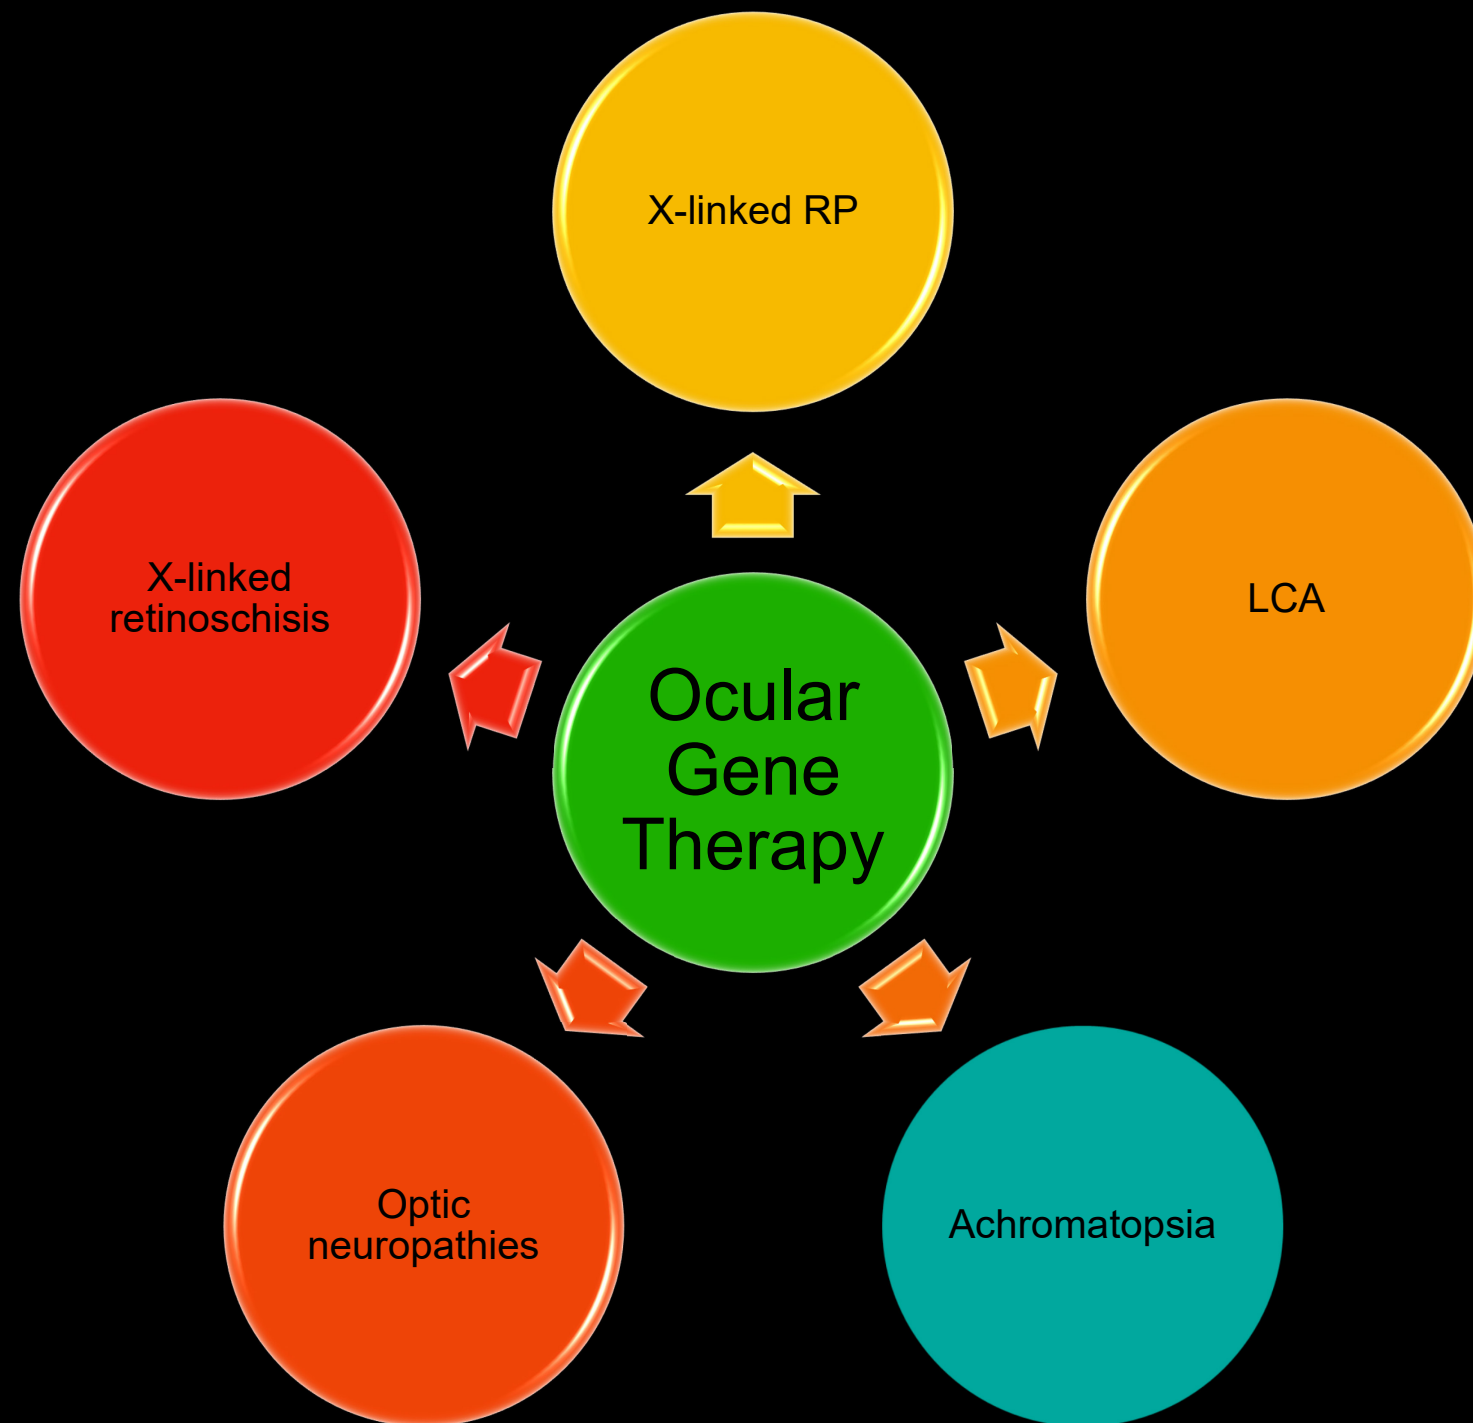 X-linked RP
X-linked
retinoschisis
LCA
Ocular
Gene
Therapy
Optic
neuropathies
Achromatopsia